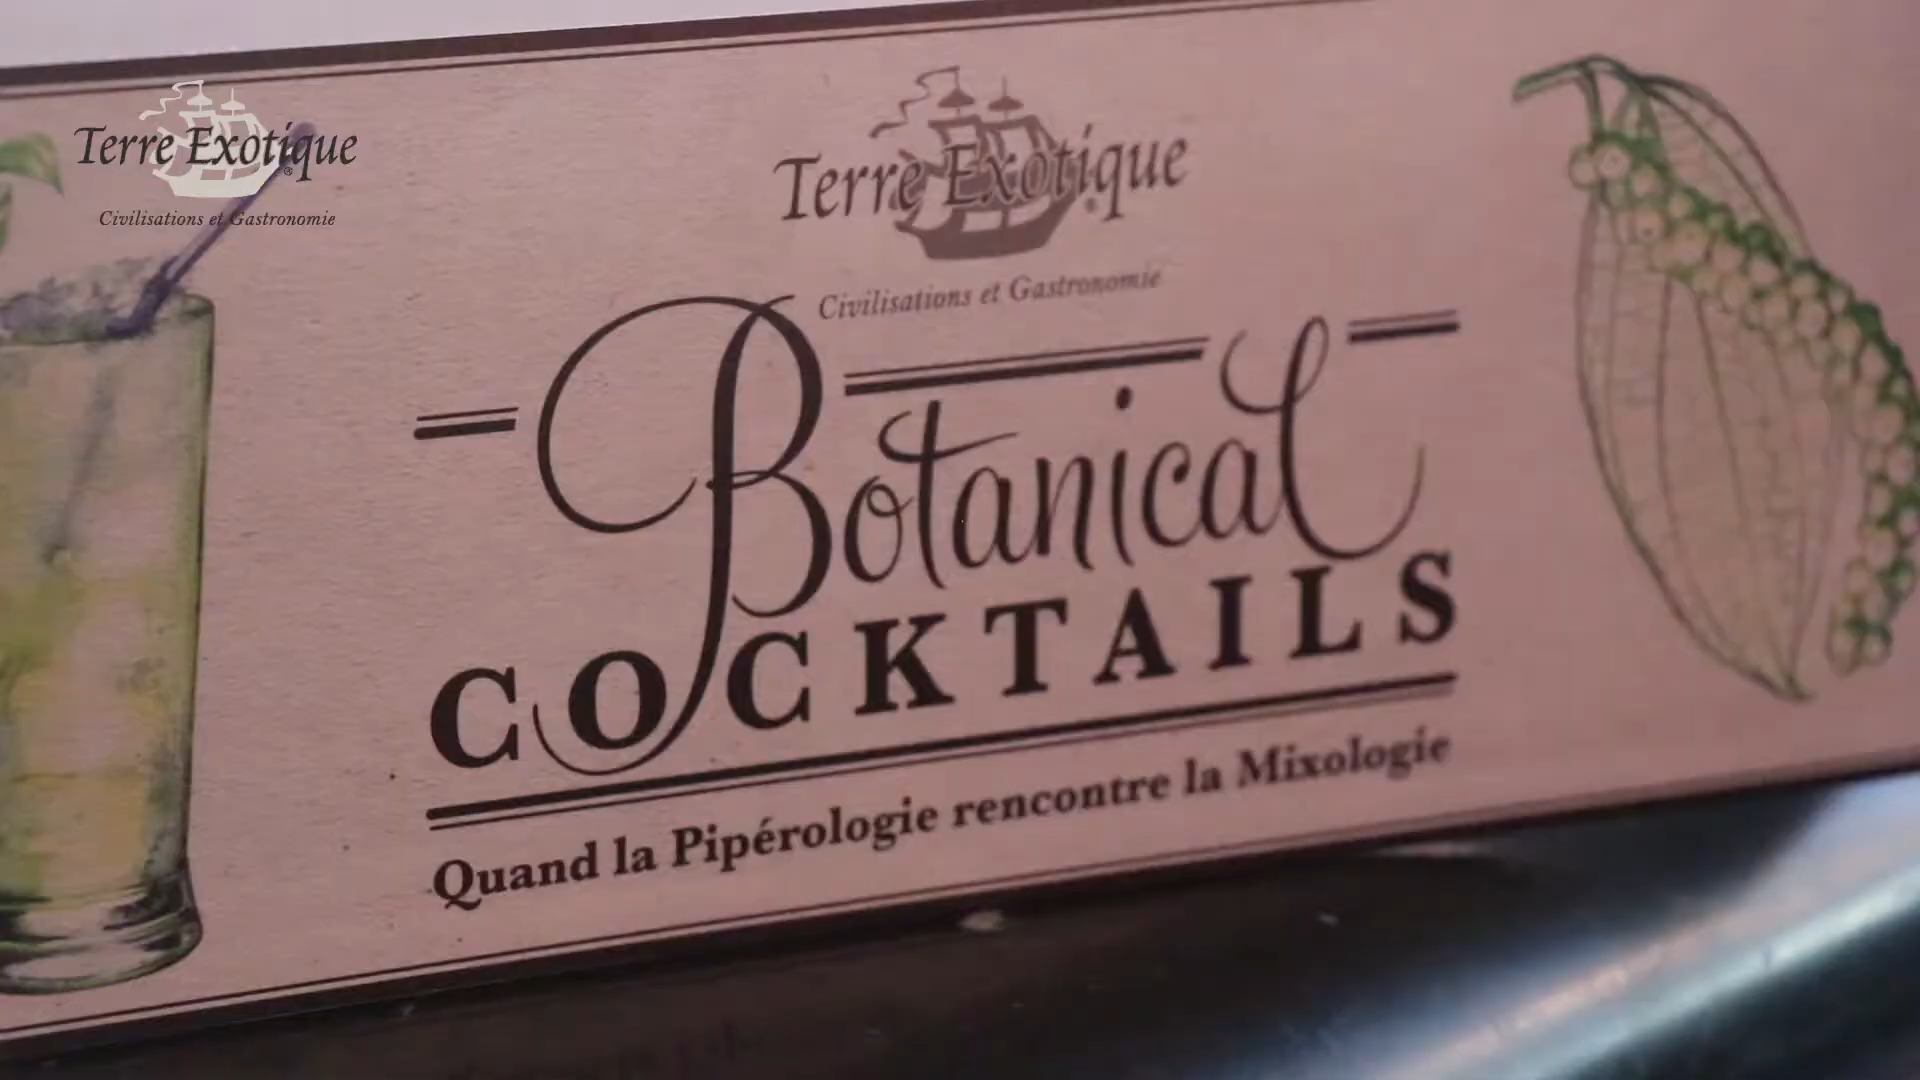 Terre Exotique
Civilisations et Gastronomie
Terre Exotique
Civilisations et Gastronomie
Botanical
COCKTAILS
Quand la Pipérologie rencontre la Mixologie